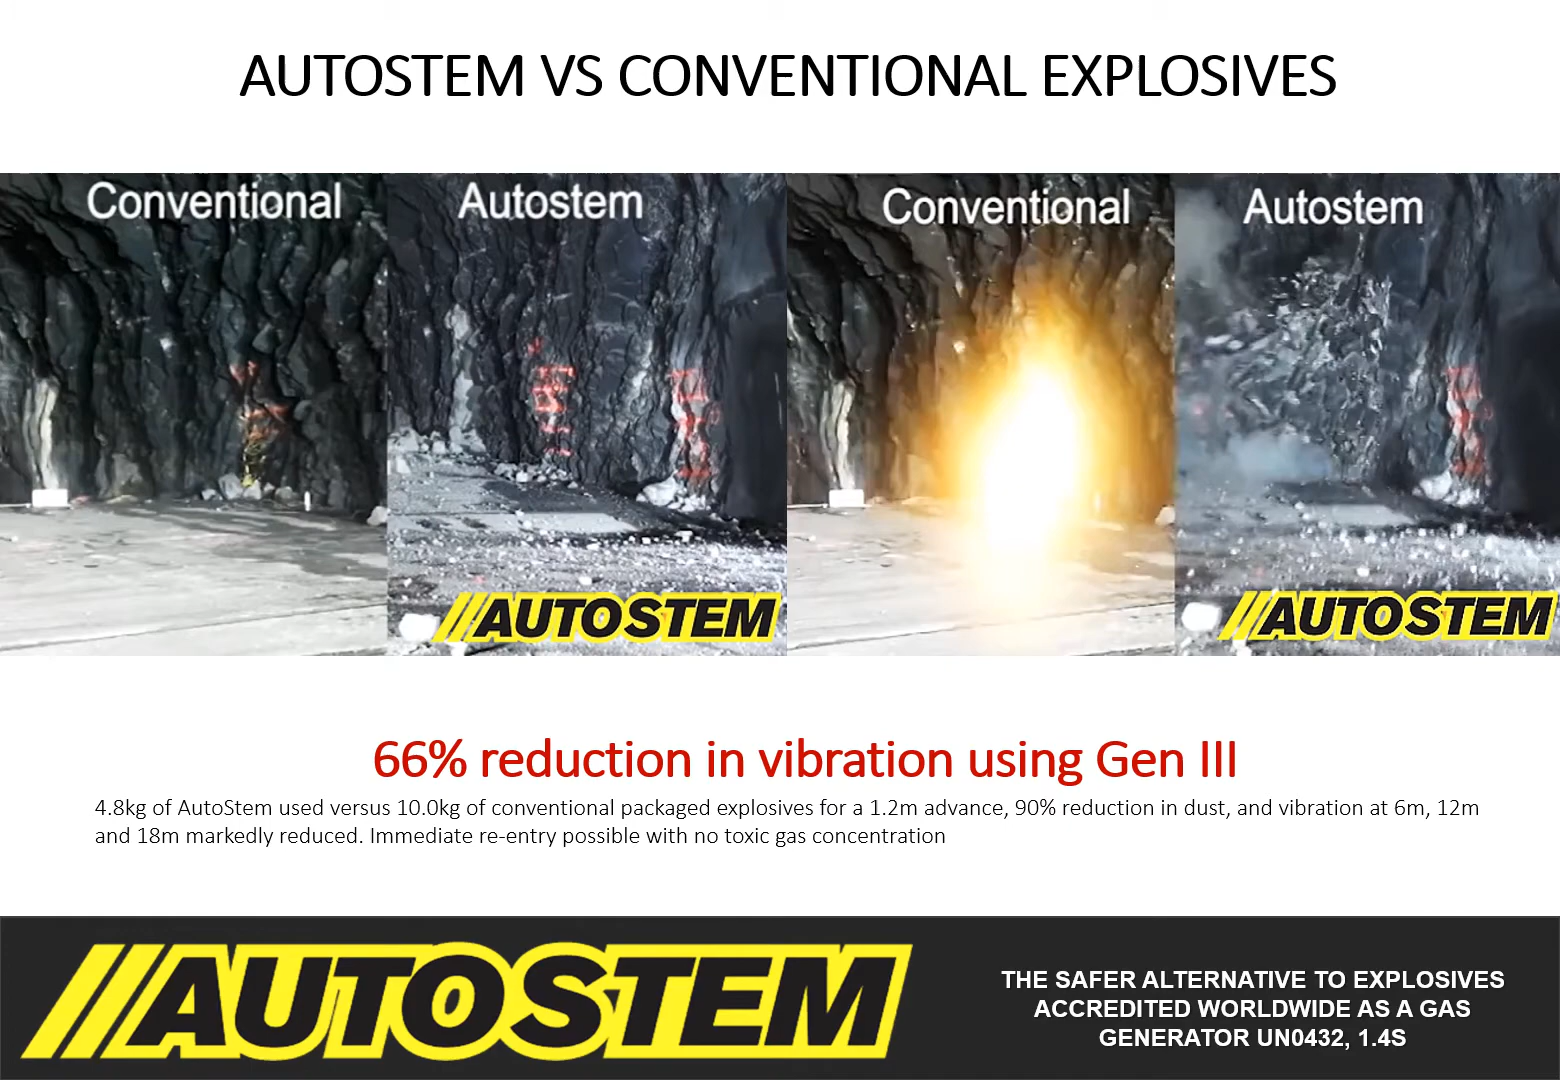 AUTOSTEM VS CONVENTIONAL EXPLOSIVES
Conventional
Autostem
Conventional
Autostem
AUTOSTEM
AUTOSTEM
66% reduction in vibration using Gen III
4.8kg of AutoStem used versus 10.0kg of conventional packaged explosives for a 1.2m advance, 90% reduction in dust, and vibration at 6m, 12m
and 18m markedly reduced. Immediate re-entry possible with no toxic gas concentration
AUTOSTEM
THE SAFER ALTERNATIVE TO EXPLOSIVES
ACCREDITED WORLDWIDE AS A GAS
GENERATOR UN0432, 1.4S